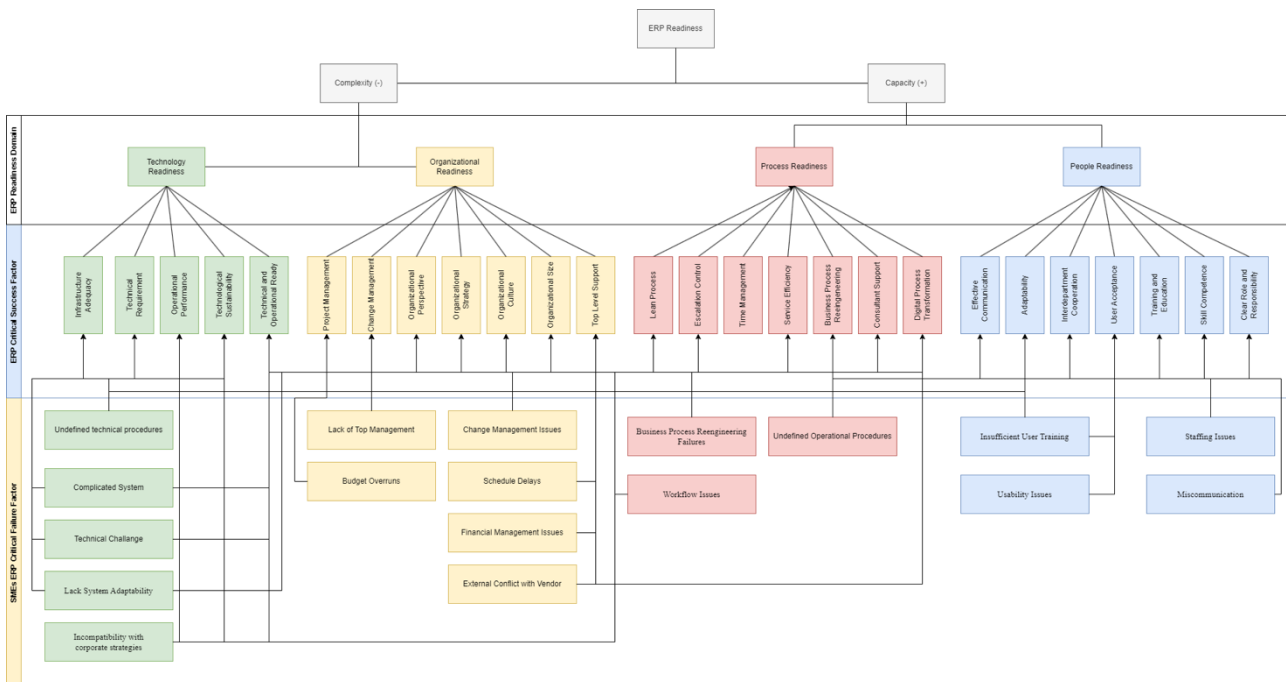 ERP Readiness
Complexity (-)
Capacity (+)
ERP Readiness Domain
Technology
Readiness
Organizational
Readiness
Process Readiness
People Readiness
ERP Critical Success Factor
Infrastructure
Adequacy
Technical
Requirement
Operational
Performance
Technological
Sustainability
Technical and
Operational Ready
Project Management
Change Management
Organizational
Perspective
Organizational
Strategy
Organizational
Culture
Organizational Size
Top Level Support
Lean Process
Escalation Control
Time Management
Service Efficiency
Business Process
Reeingineering
Consultant Support
Digital Process
Transformation
Effective
Communication
Adaptability
Interdepartment
Cooperation
User Acceptance
Training and
Education
Skill Competence
Clear Role and
Responsibility
SMEs ERP Critical Failure Factor
Undefined technical procedures
Lack of Top Management
Change Management Issues
Business Process Reengineering
Failures
Undefined Operational Procedures
Insufficient User Training
Staffing Issues
Complicated System
Budget Overruns
Schedule Delays
Workflow Issues
Usability Issues
Miscommunication
Technical Challange
Financial Management Issues
Lack System Adaptability
External Conflict with Vendor
Incompatibility with
corporate strategies